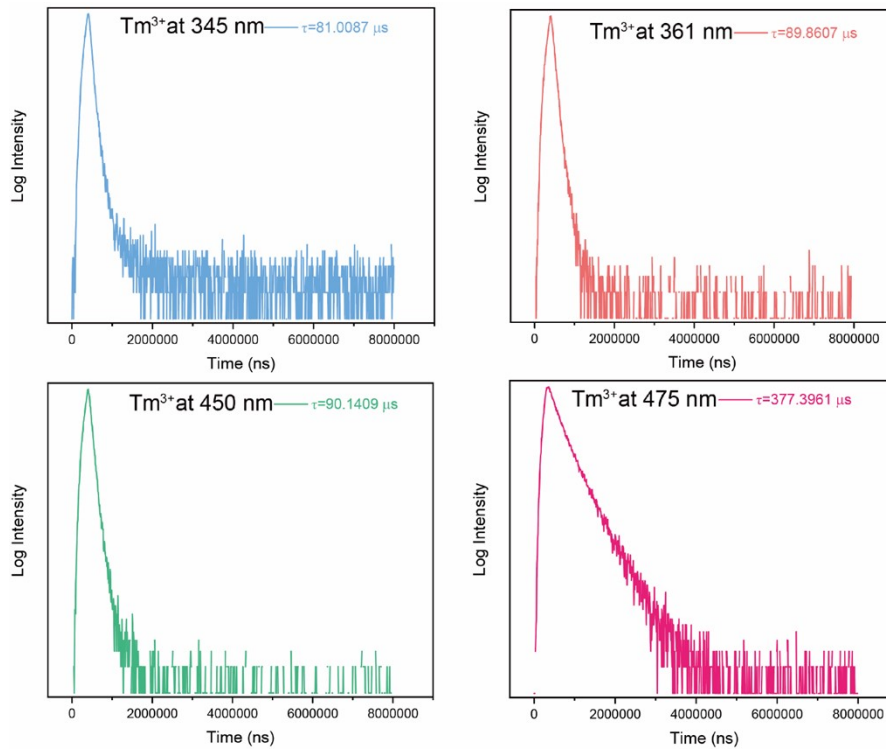 Tm³⁺at 345 nm τ=81.0087 μs
Log Intensity
0 2000000 4000000 6000000 8000000
Time (ns)
Tm³⁺at 361 nm τ=89.8607 μs
Log Intensity
0 2000000 4000000 6000000 8000000
Time (ns)
Tm³⁺at 450 nm τ=90.1409 μs
Log Intensity
0 2000000 4000000 6000000 8000000
Time (ns)
Tm³⁺at 475 nm τ=377.3961 μs
Log Intensity
0 2000000 4000000 6000000 8000000
Time (ns)